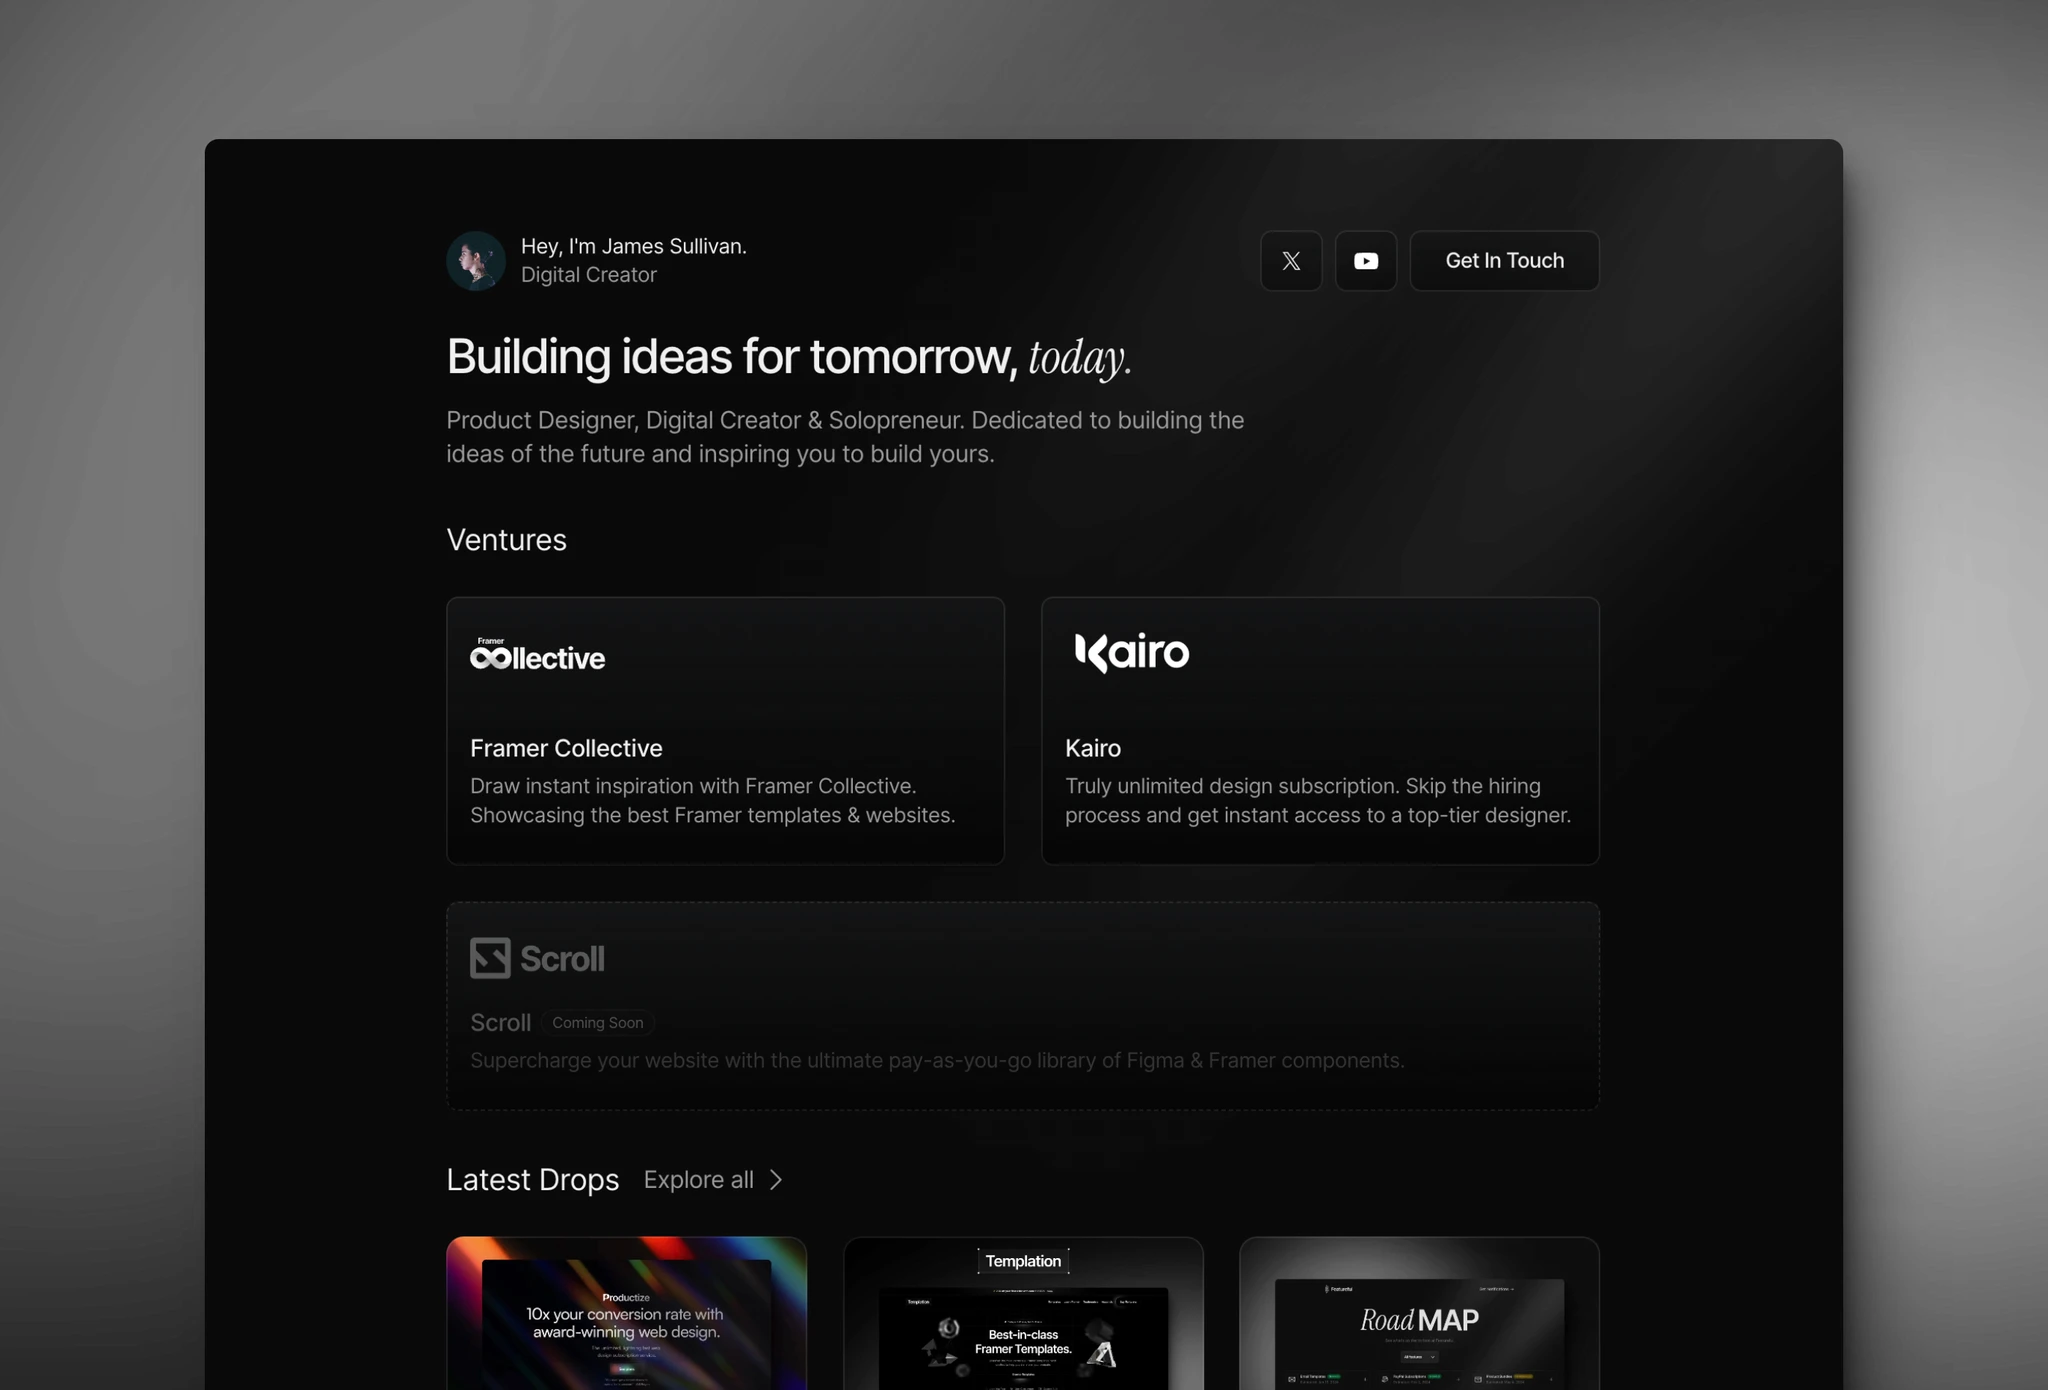 Hey, I'm James Sullivan.
Digital Creator
Get In Touch
Building ideas for tomorrow, today.
Product Designer, Digital Creator & Solopreneur. Dedicated to building the
ideas of the future and inspiring you to build yours.
Ventures
Framer
Collective
Kairo
Framer Collective
Draw instant inspiration with Framer Collective.
Showcasing the best Framer templates & websites.
Kairo
Truly unlimited design subscription. Skip the hiring
process and get instant access to a top-tier designer.
Scroll
Scroll
Coming Soon
Supercharge your website with the ultimate pay-as-you-go library of Figma & Framer components.
Latest Drops
Explore all
Productize
10x your conversion rate with
award-winning web design.
Templation
Templation
Best-in-class
Framer Templates.
Road MAP
All Features